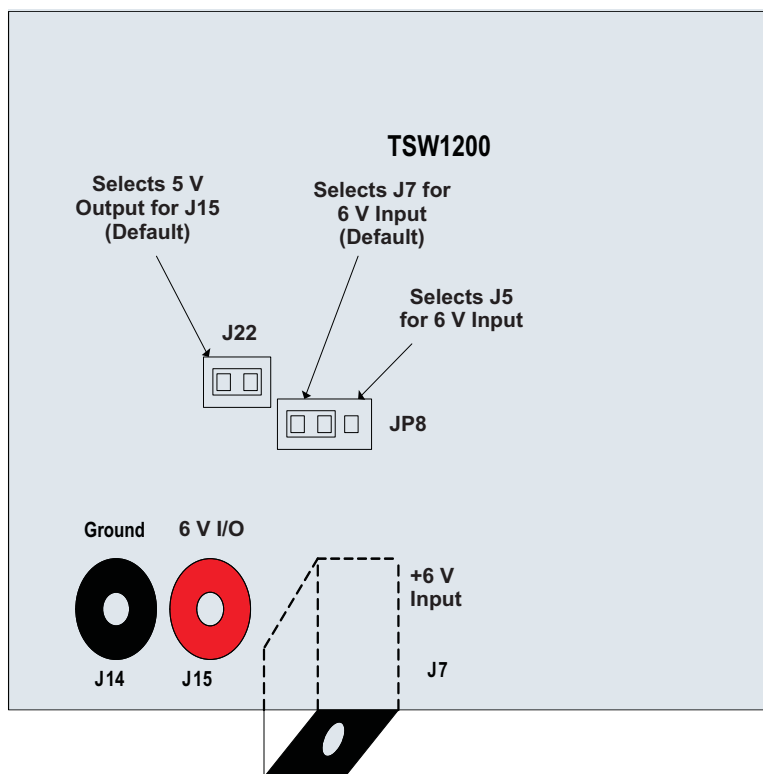 TSW1200
Selects 5 V
Output for J15
(Default)
Selects J7 for
6 V Input
(Default)
Selects J5
for 6 V Input
J22
JP8
Ground
6 V I/O
+6 V
Input
J14
J15
J7